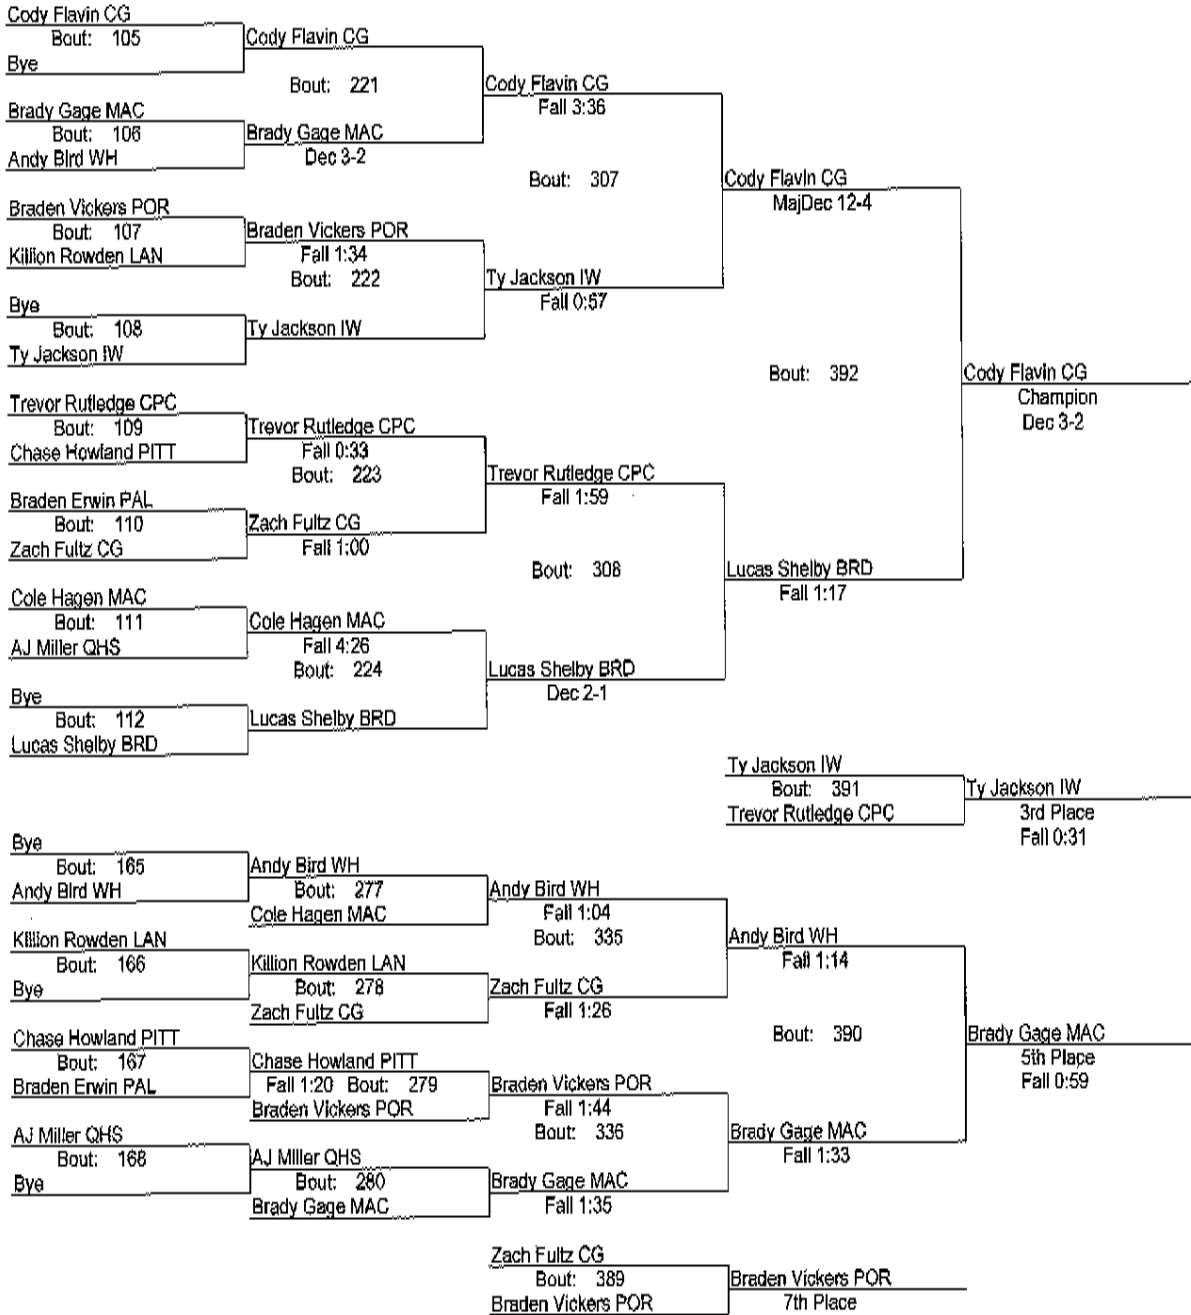 Cody Flavin CG
Bout: 105
Bye
Cody Flavin CG
Bout: 221
Brady Gage MAC
Bout: 106
Andy Bird WH
Brady Gage MAC
Dec 3-2
Cody Flavin CG
Fall 3:36
Bout: 307
Braden Vickers POR
Bout: 107
Killion Rowden LAN
Braden Vickers POR
Fall 1:34
Bout: 222
Bye
Bout: 108
Ty Jackson IW
Ty Jackson IW
Ty Jackson IW
Fall 0:57
Cody Flavin CG
MajDec 12-4
Bout: 392
Trevor Rutledge CPC
Bout: 109
Chase Howland PITT
Trevor Rutledge CPC
Fall 0:33
Bout: 223
Braden Erwin PAL
Bout: 110
Zach Fultz CG
Zach Fultz CG
Fall 1:00
Trevor Rutledge CPC
Fall 1:59
Bout: 308
Cole Hagen MAC
Bout: 111
AJ Miller QHS
Cole Hagen MAC
Fall 4:26
Bout: 224
Bye
Bout: 112
Lucas Shelby BRD
Lucas Shelby BRD
Lucas Shelby BRD
Dec 2-1
Lucas Shelby BRD
Fall 1:17
Cody Flavin CG
Champion
Dec 3-2
Ty Jackson IW
Bout: 391
Trevor Rutledge CPC
Ty Jackson IW
3rd Place
Fall 0:31
Bye
Bout: 165
Andy Bird WH
Andy Bird WH
Bout: 277
Cole Hagen MAC
Andy Bird WH
Fall 1:04
Bout: 335
Killion Rowden LAN
Bout: 166
Bye
Killion Rowden LAN
Bout: 278
Zach Fultz CG
Zach Fultz CG
Fall 1:26
Andy Bird WH
Fall 1:14
Bout: 390
Chase Howland PITT
Bout: 167
Braden Erwin PAL
Chase Howland PITT
Fall 1:20 Bout: 279
Braden Vickers POR
Braden Vickers POR
Fall 1:44
Bout: 336
AJ Miller QHS
Bout: 168
Bye
AJ Miller QHS
Bout: 280
Brady Gage MAC
Brady Gage MAC
Fall 1:35
Brady Gage MAC
Fall 1:33
Brady Gage MAC
5th Place
Fall 0:59
Zach Fultz CG
Bout: 389
Braden Vickers POR
Braden Vickers POR
7th Place